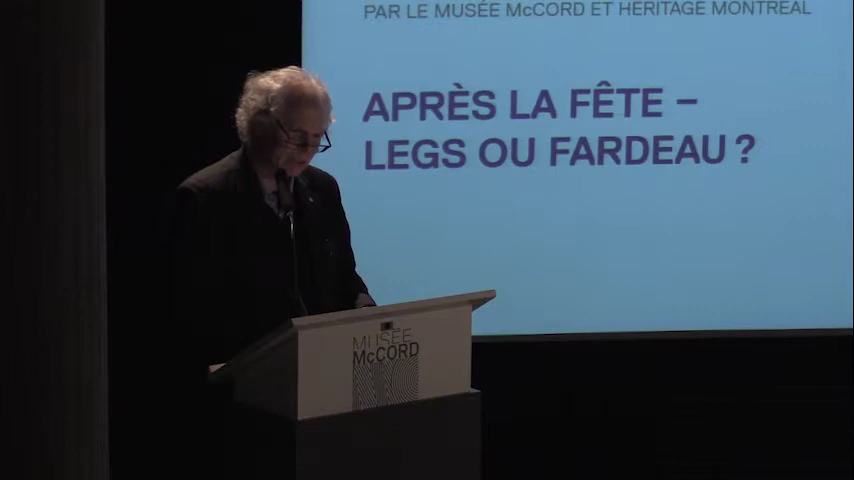 PAR LE MUSÉE McCORD ET HÉRITAGE MONTRÉAL
APRÈS LA FÊTE –
LEGS OU FARDEAU ?
MUSÉE
McCORD